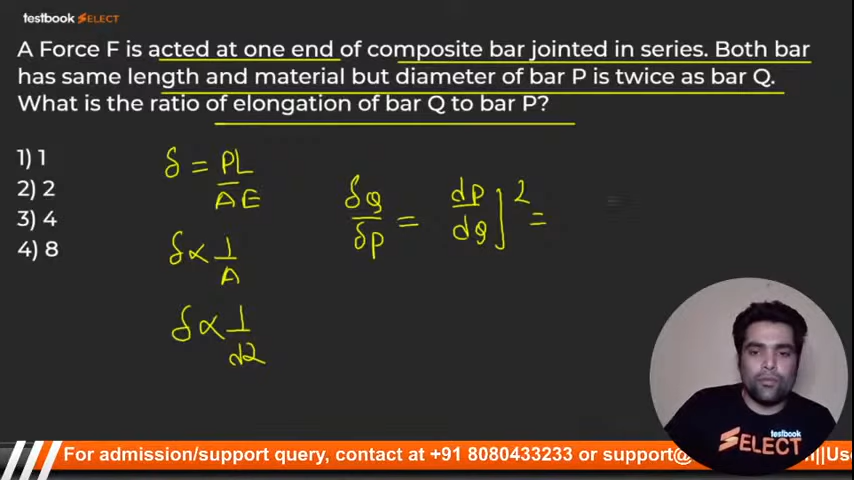 testbook SELECT
A Force F is acted at one end of composite bar jointed in series. Both bar
has same length and material but diameter of bar P is twice as bar Q.
What is the ratio of elongation of bar Q to bar P?
1) 1
2) 2
3) 4
4) 8
δ = PL/AE
δ ∝ 1/A
δ ∝ 1/d2
δQ/δP = dP/dQ]² =
testbook
SELECT
For admission/support query, contact at +91 8080433233 or support@
||Use